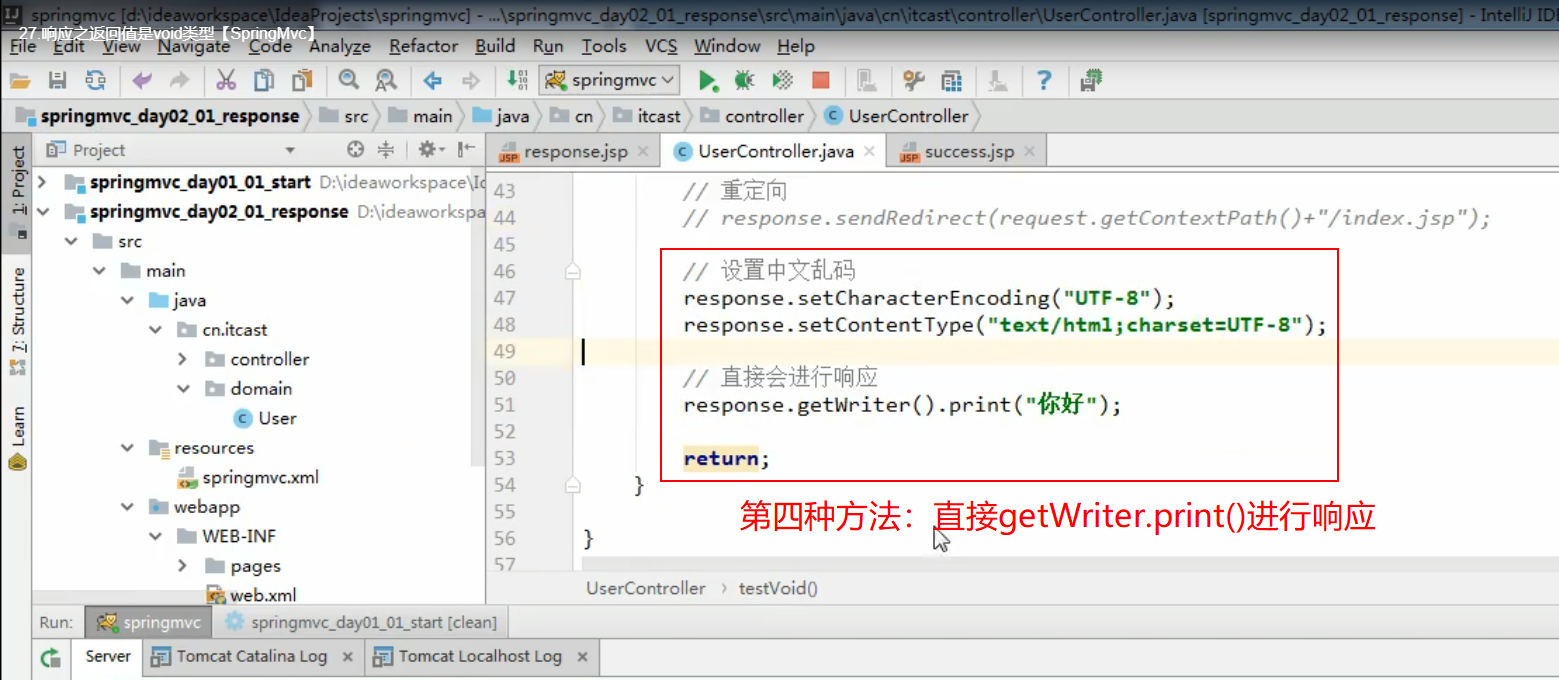 springmvc [d:\ideaworkspace\IdeaProjects\springmvc] - ...\springmvc_day02_01_response\src\main\java\cn\itcast\controller\UserController.java [springmvc_day02_01_response] - IntelliJ IDE
27.响应之返回值是void类型【SpringMvc】
File Edit View Navigate Code Analyze Refactor Build Run Tools VCS Window Help
springmvc
springmvc_day02_01_response src main java cn itcast controller UserController
Project
response.jsp UserController.java success.jsp
1: Project
7: Structure
Learn
springmvc_day01_01_start D:\ideaworkspace\Id
springmvc_day02_01_response D:\ideaworkspa
src
main
java
cn.itcast
controller
domain
User
resources
springmvc.xml
webapp
WEB-INF
pages
web.xml
43 // 重定向
44 // response.sendRedirect(request.getContextPath()+"/index.jsp");
45
46 // 设置中文乱码
47 response.setCharacterEncoding("UTF-8");
48 response.setContentType("text/html;charset=UTF-8");
49
50 // 直接会进行响应
51 response.getWriter().print("你好");
52
53 return;
54 }
55
56 }
57
第四种方法：直接getWriter.print()进行响应
UserController › testVoid()
Run: springmvc springmvc_day01_01_start [clean]
Server Tomcat Catalina Log Tomcat Localhost Log